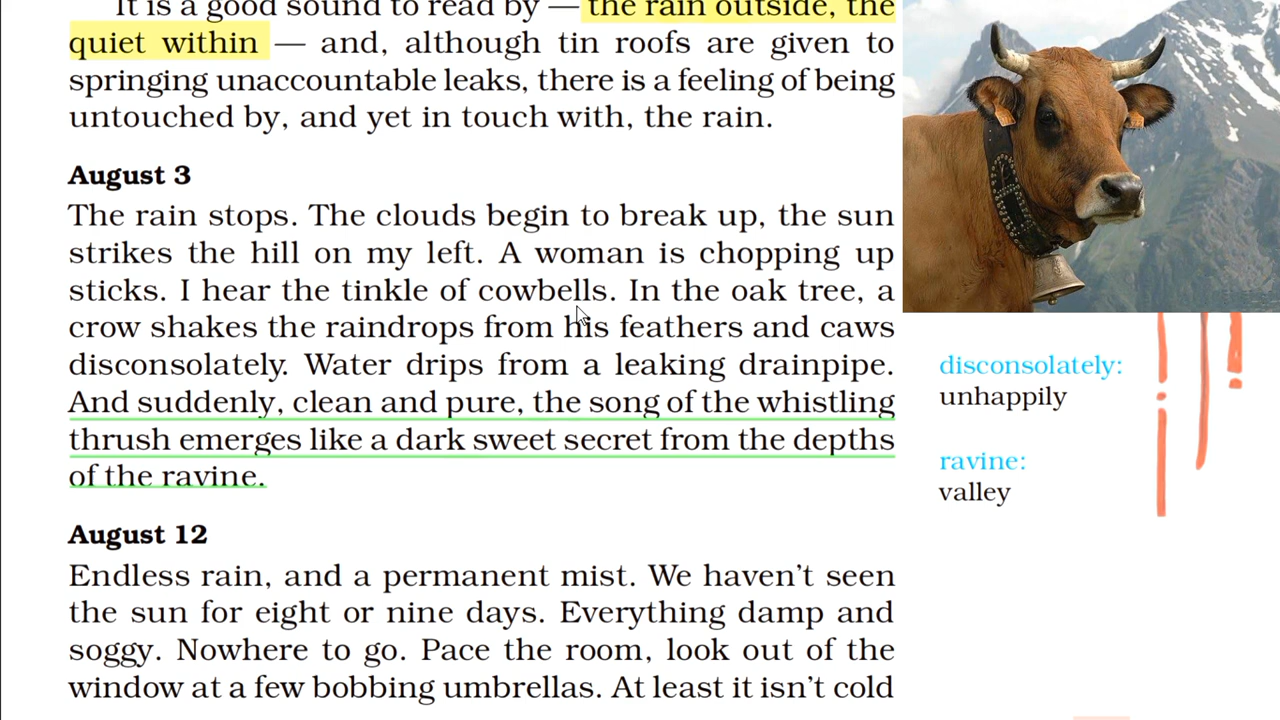 It is a good sound to read by — the rain outside, the
quiet within — and, although tin roofs are given to
springing unaccountable leaks, there is a feeling of being
untouched by, and yet in touch with, the rain.
August 3
The rain stops. The clouds begin to break up, the sun
strikes the hill on my left. A woman is chopping up
sticks. I hear the tinkle of cowbells. In the oak tree, a
crow shakes the raindrops from his feathers and caws
disconsolately. Water drips from a leaking drainpipe.
And suddenly, clean and pure, the song of the whistling
thrush emerges like a dark sweet secret from the depths
of the ravine.
August 12
Endless rain, and a permanent mist. We haven't seen
the sun for eight or nine days. Everything damp and
soggy. Nowhere to go. Pace the room, look out of the
window at a few bobbing umbrellas. At least it isn't cold
disconsolately:
unhappily
ravine:
valley